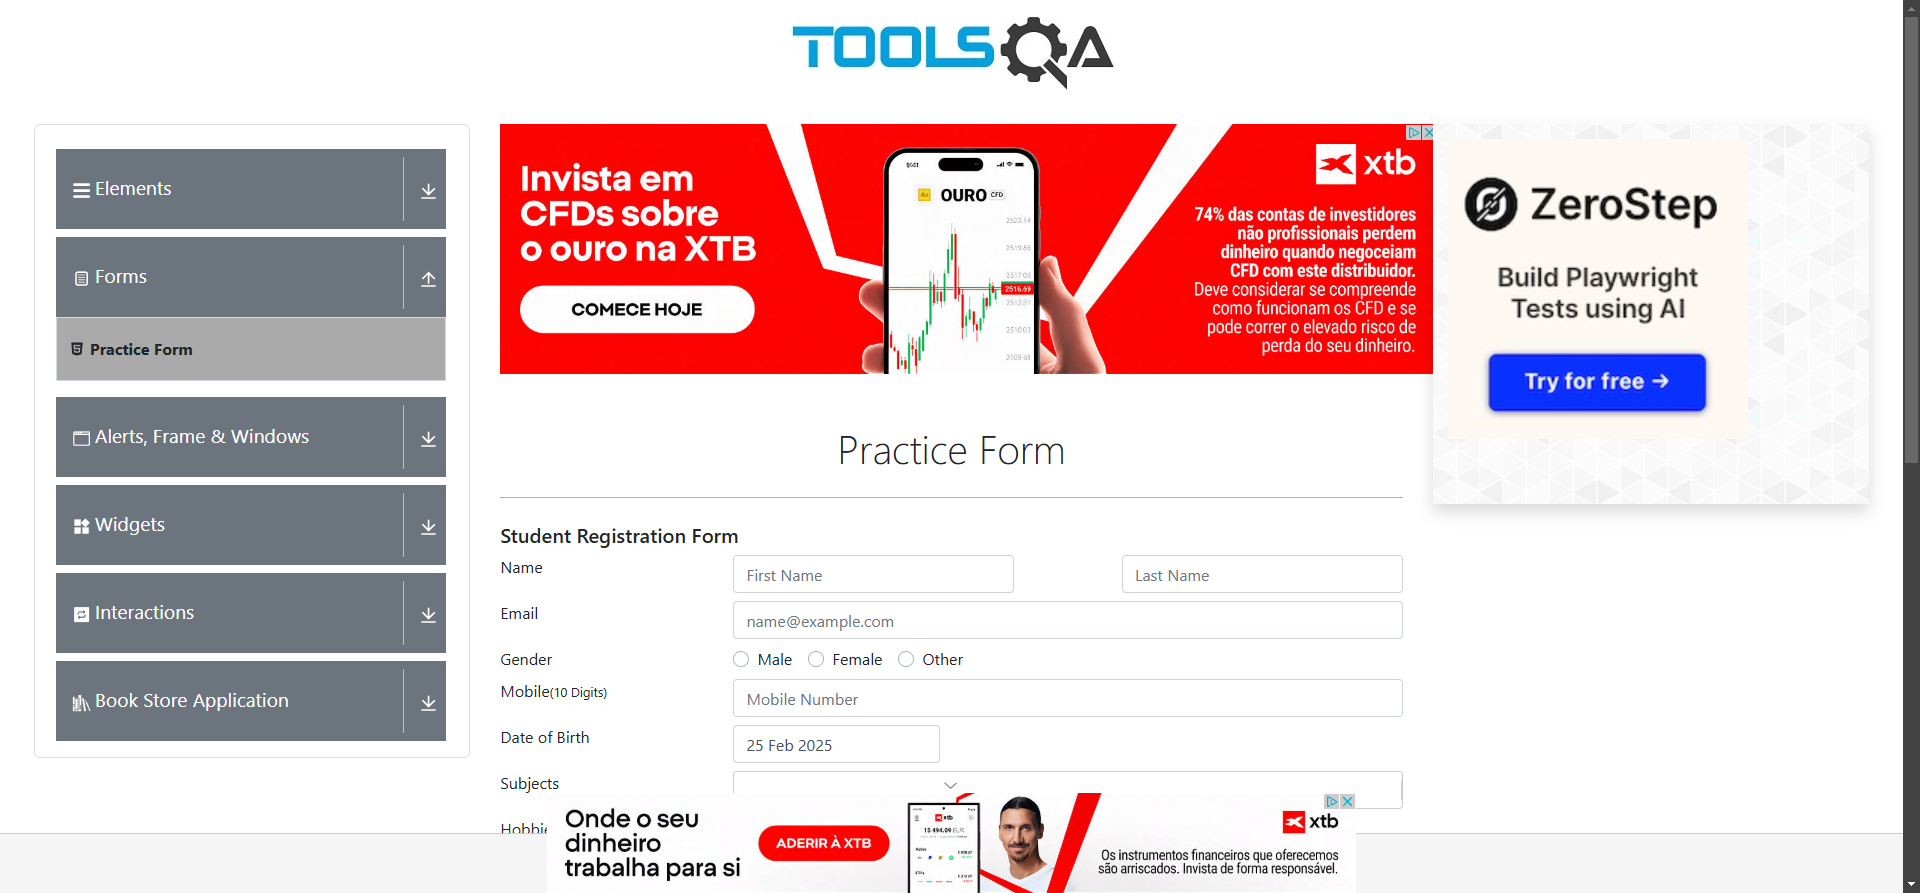 TOOLSQA
Elements
Forms
Practice Form
Alerts, Frame & Windows
Widgets
Interactions
Book Store Application
Invista em
CFDs sobre
o ouro na XTB
COMECE HOJE
OURO CFD
2516.69
xtb
74% das contas de investidores
não profissionais perdem
dinheiro quando negoceiam
CFD com este distribuidor.
Deve considerar se compreende
como funcionam os CFD e se
pode correr o elevado risco de
perda do seu dinheiro.
ZeroStep
Build Playwright
Tests using AI
Try for free →
Practice Form
Student Registration Form
Name
First Name
Last Name
Email
name@example.com
Gender
Male
Female
Other
Mobile(10 Digits)
Mobile Number
Date of Birth
25 Feb 2025
Subjects
Onde o seu
dinheiro
trabalha para si
ADERIR À XTB
xtb
Os instrumentos financeiros que oferecemos
são arriscados. Invista de forma responsável.